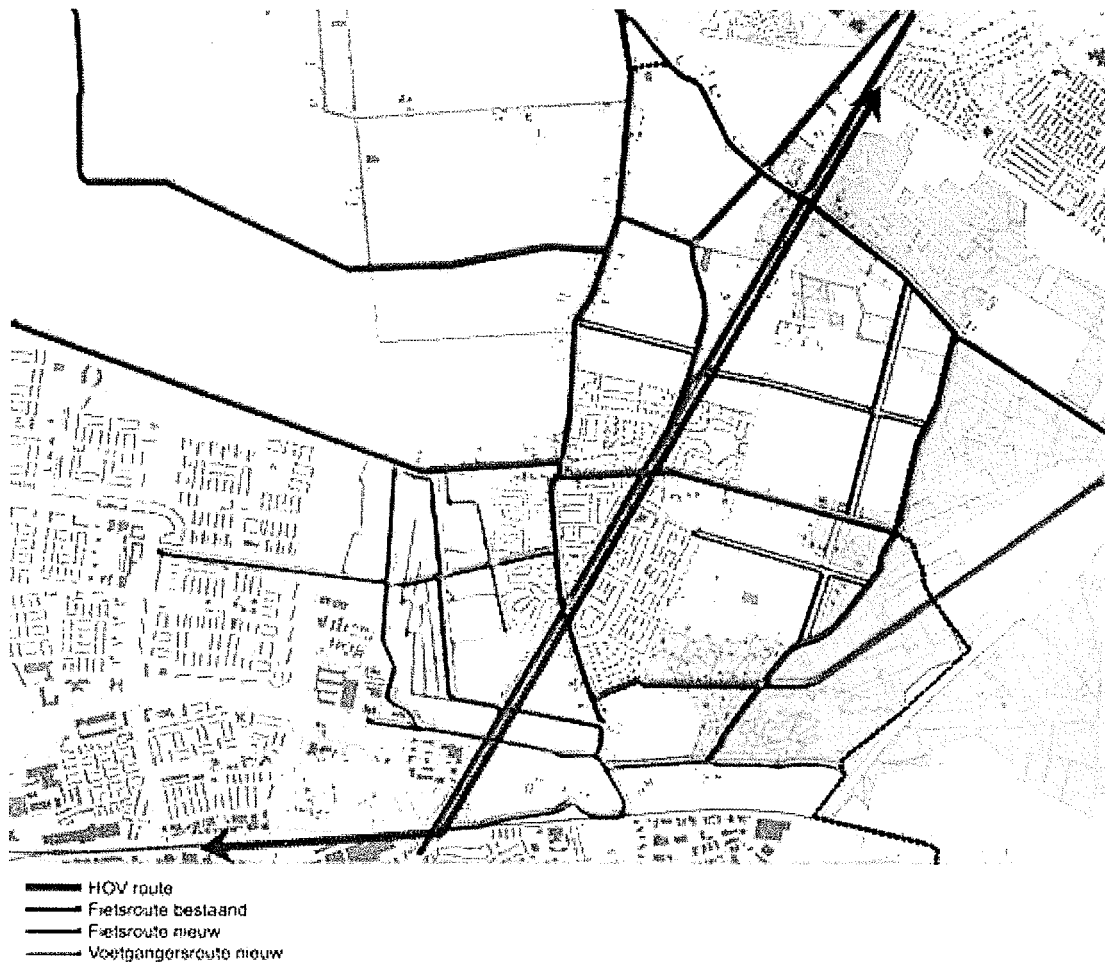 HOV route
Fietsroute bestaand
Fietsroute nieuw
Voetgangersroute nieuw